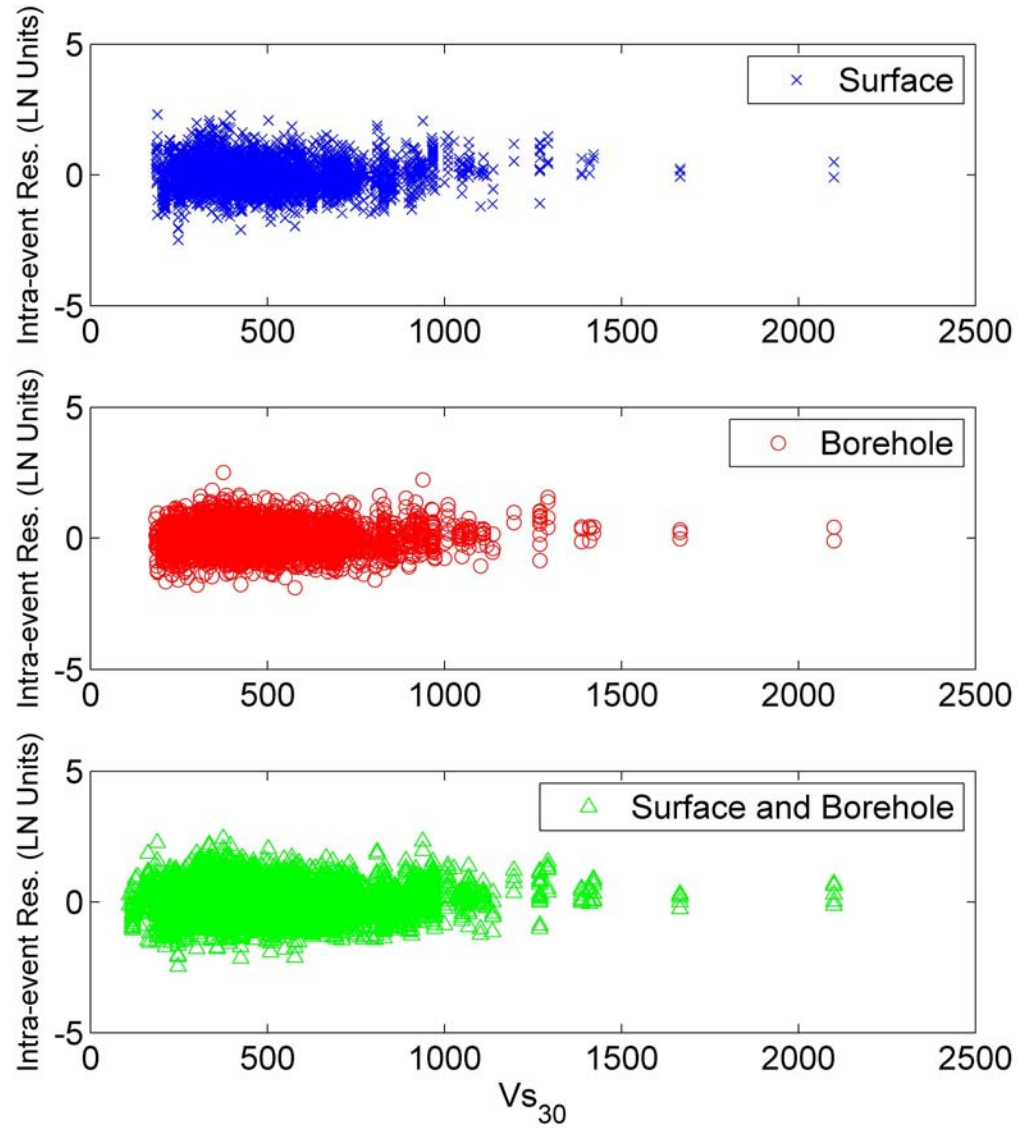 Intra-event Res. (LN Units)
5
0
-5
Surface
0 500 1000 1500 2000 2500
Intra-event Res. (LN Units)
5
0
-5
Borehole
0 500 1000 1500 2000 2500
Intra-event Res. (LN Units)
5
0
-5
Surface and Borehole
0 500 1000 1500 2000 2500
Vs30